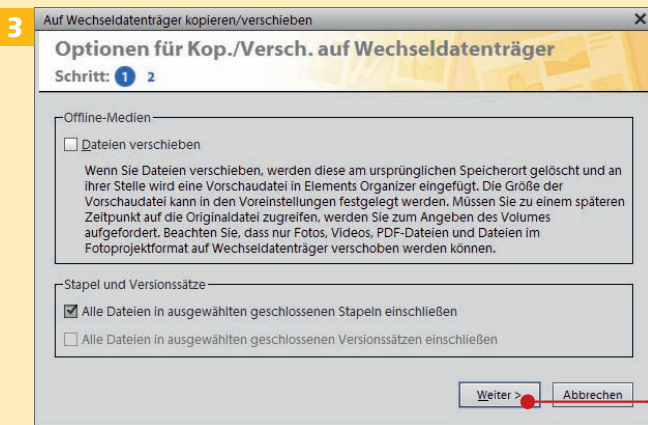 3
Auf Wechseldatenträger kopieren/verschieben
Optionen für Kop./Versch. auf Wechseldatenträger
Schritt: 1 2
Offline-Medien
Dateien verschieben
Wenn Sie Dateien verschieben, werden diese am ursprünglichen Speicherort gelöscht und an
ihrer Stelle wird eine Vorschaudatei in Elements Organizer eingefügt. Die Größe der
Vorschaudatei kann in den Voreinstellungen festgelegt werden. Müssen Sie zu einem späteren
Zeitpunkt auf die Originaldatei zugreifen, werden Sie zum Angeben des Volumes
aufgefordert. Beachten Sie, dass nur Fotos, Videos, PDF-Dateien und Dateien im
Fotoprojektformat auf Wechseldatenträger verschoben werden können.
Stapel und Versionssätze
Alle Dateien in ausgewählten geschlossenen Stapeln einschließen
Alle Dateien in ausgewählten geschlossenen Versionssätzen einschließen
Weiter > Abbrechen